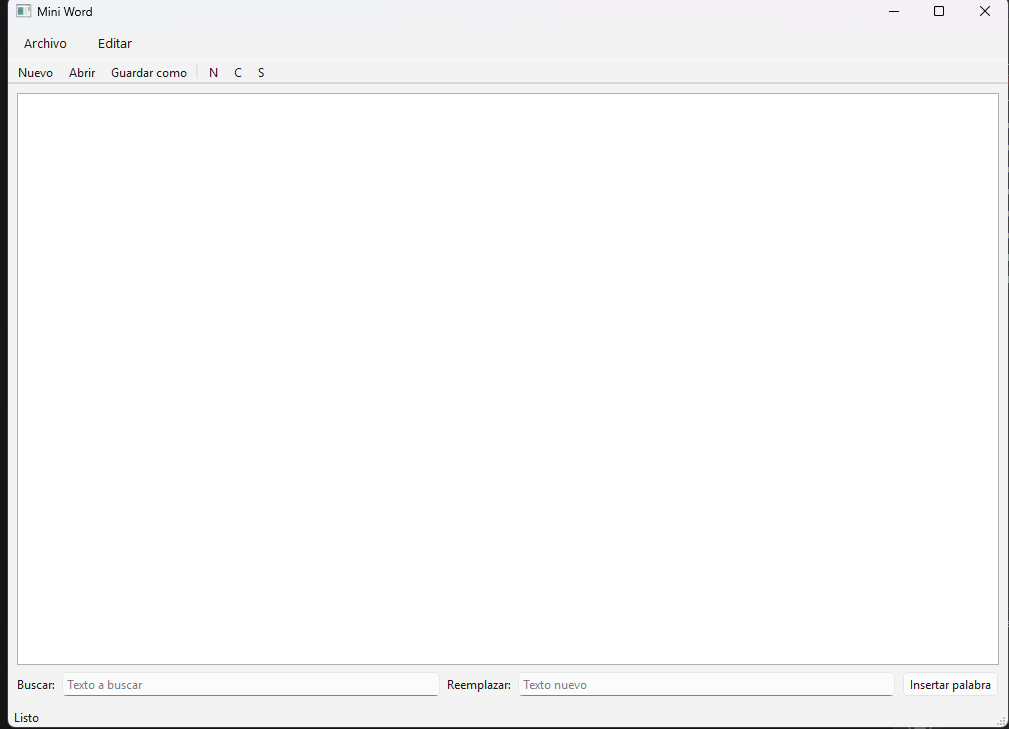 Mini Word
Archivo Editar
Nuevo Abrir Guardar como N C S
Buscar: Texto a buscar Reemplazar: Texto nuevo Insertar palabra
Listo